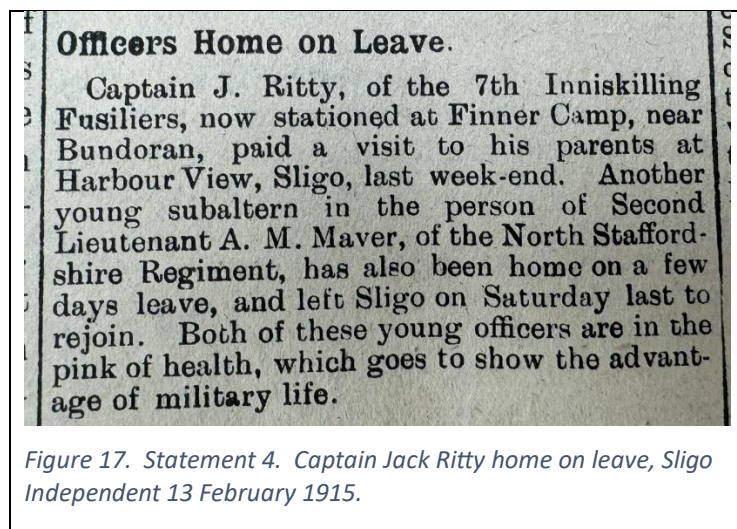 Officers Home on Leave.
Captain J. Ritty, of the 7th Inniskilling
Fusiliers, now stationed at Finner Camp, near
Bundoran, paid a visit to his parents at
Harbour View, Sligo, last week-end. Another
young subaltern in the person of Second
Lieutenant A. M. Maver, of the North Stafford-
shire Regiment, has also been home on a few
days leave, and left Sligo on Saturday last to
rejoin. Both of these young officers are in the
pink of health, which goes to show the advant-
age of military life.
Figure 17. Statement 4. Captain Jack Ritty home on leave, Sligo
Independent 13 February 1915.